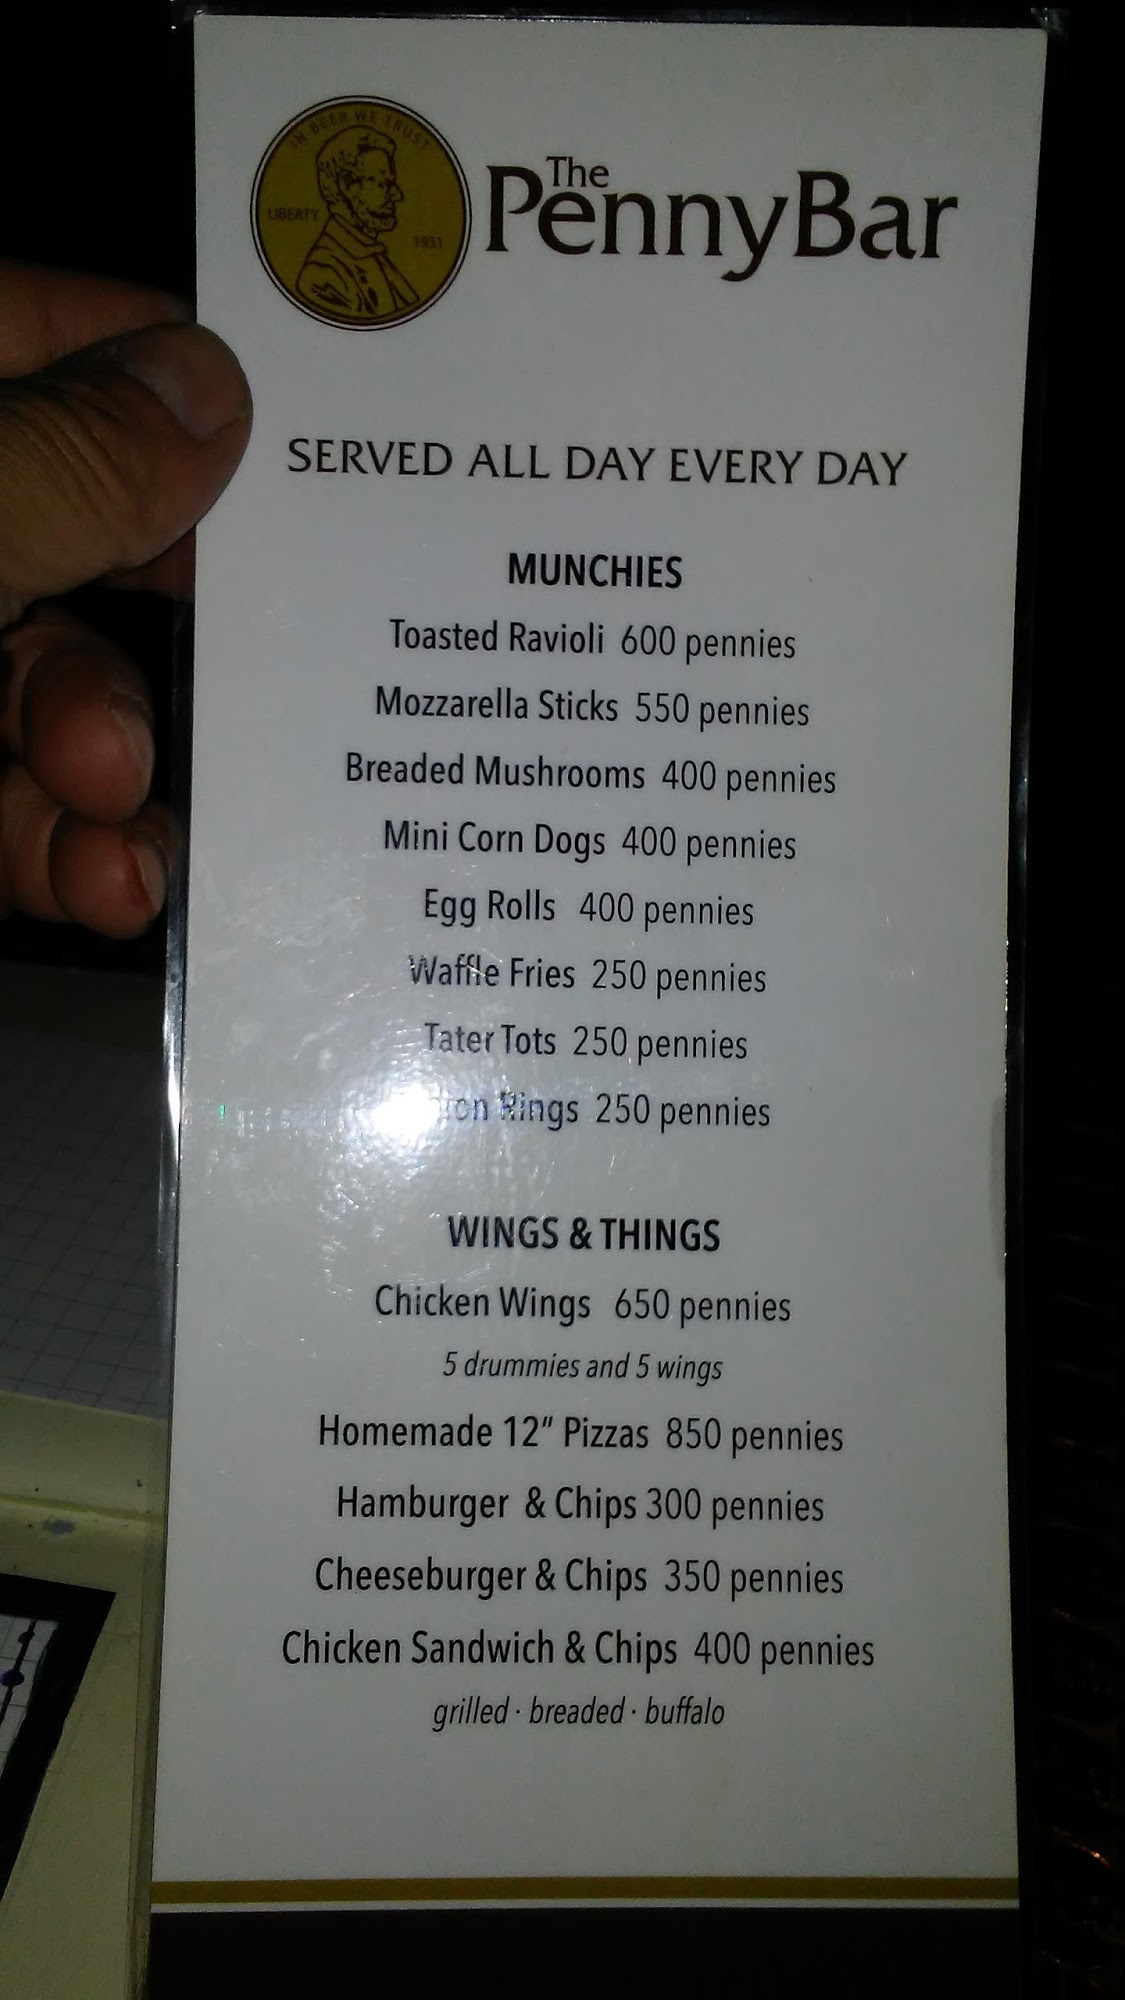 IN BEER WE TRUST
LIBERTY
1931
The
PennyBar
SERVED ALL DAY EVERY DAY
MUNCHIES
Toasted Ravioli 600 pennies
Mozzarella Sticks 550 pennies
Breaded Mushrooms 400 pennies
Mini Corn Dogs 400 pennies
Egg Rolls 400 pennies
Waffle Fries 250 pennies
Tater Tots 250 pennies
Rings 250 pennies
WINGS & THINGS
Chicken Wings 650 pennies
5 drummies and 5 wings
Homemade 12" Pizzas 850 pennies
Hamburger & Chips 300 pennies
Cheeseburger & Chips 350 pennies
Chicken Sandwich & Chips 400 pennies
grilled · breaded · buffalo